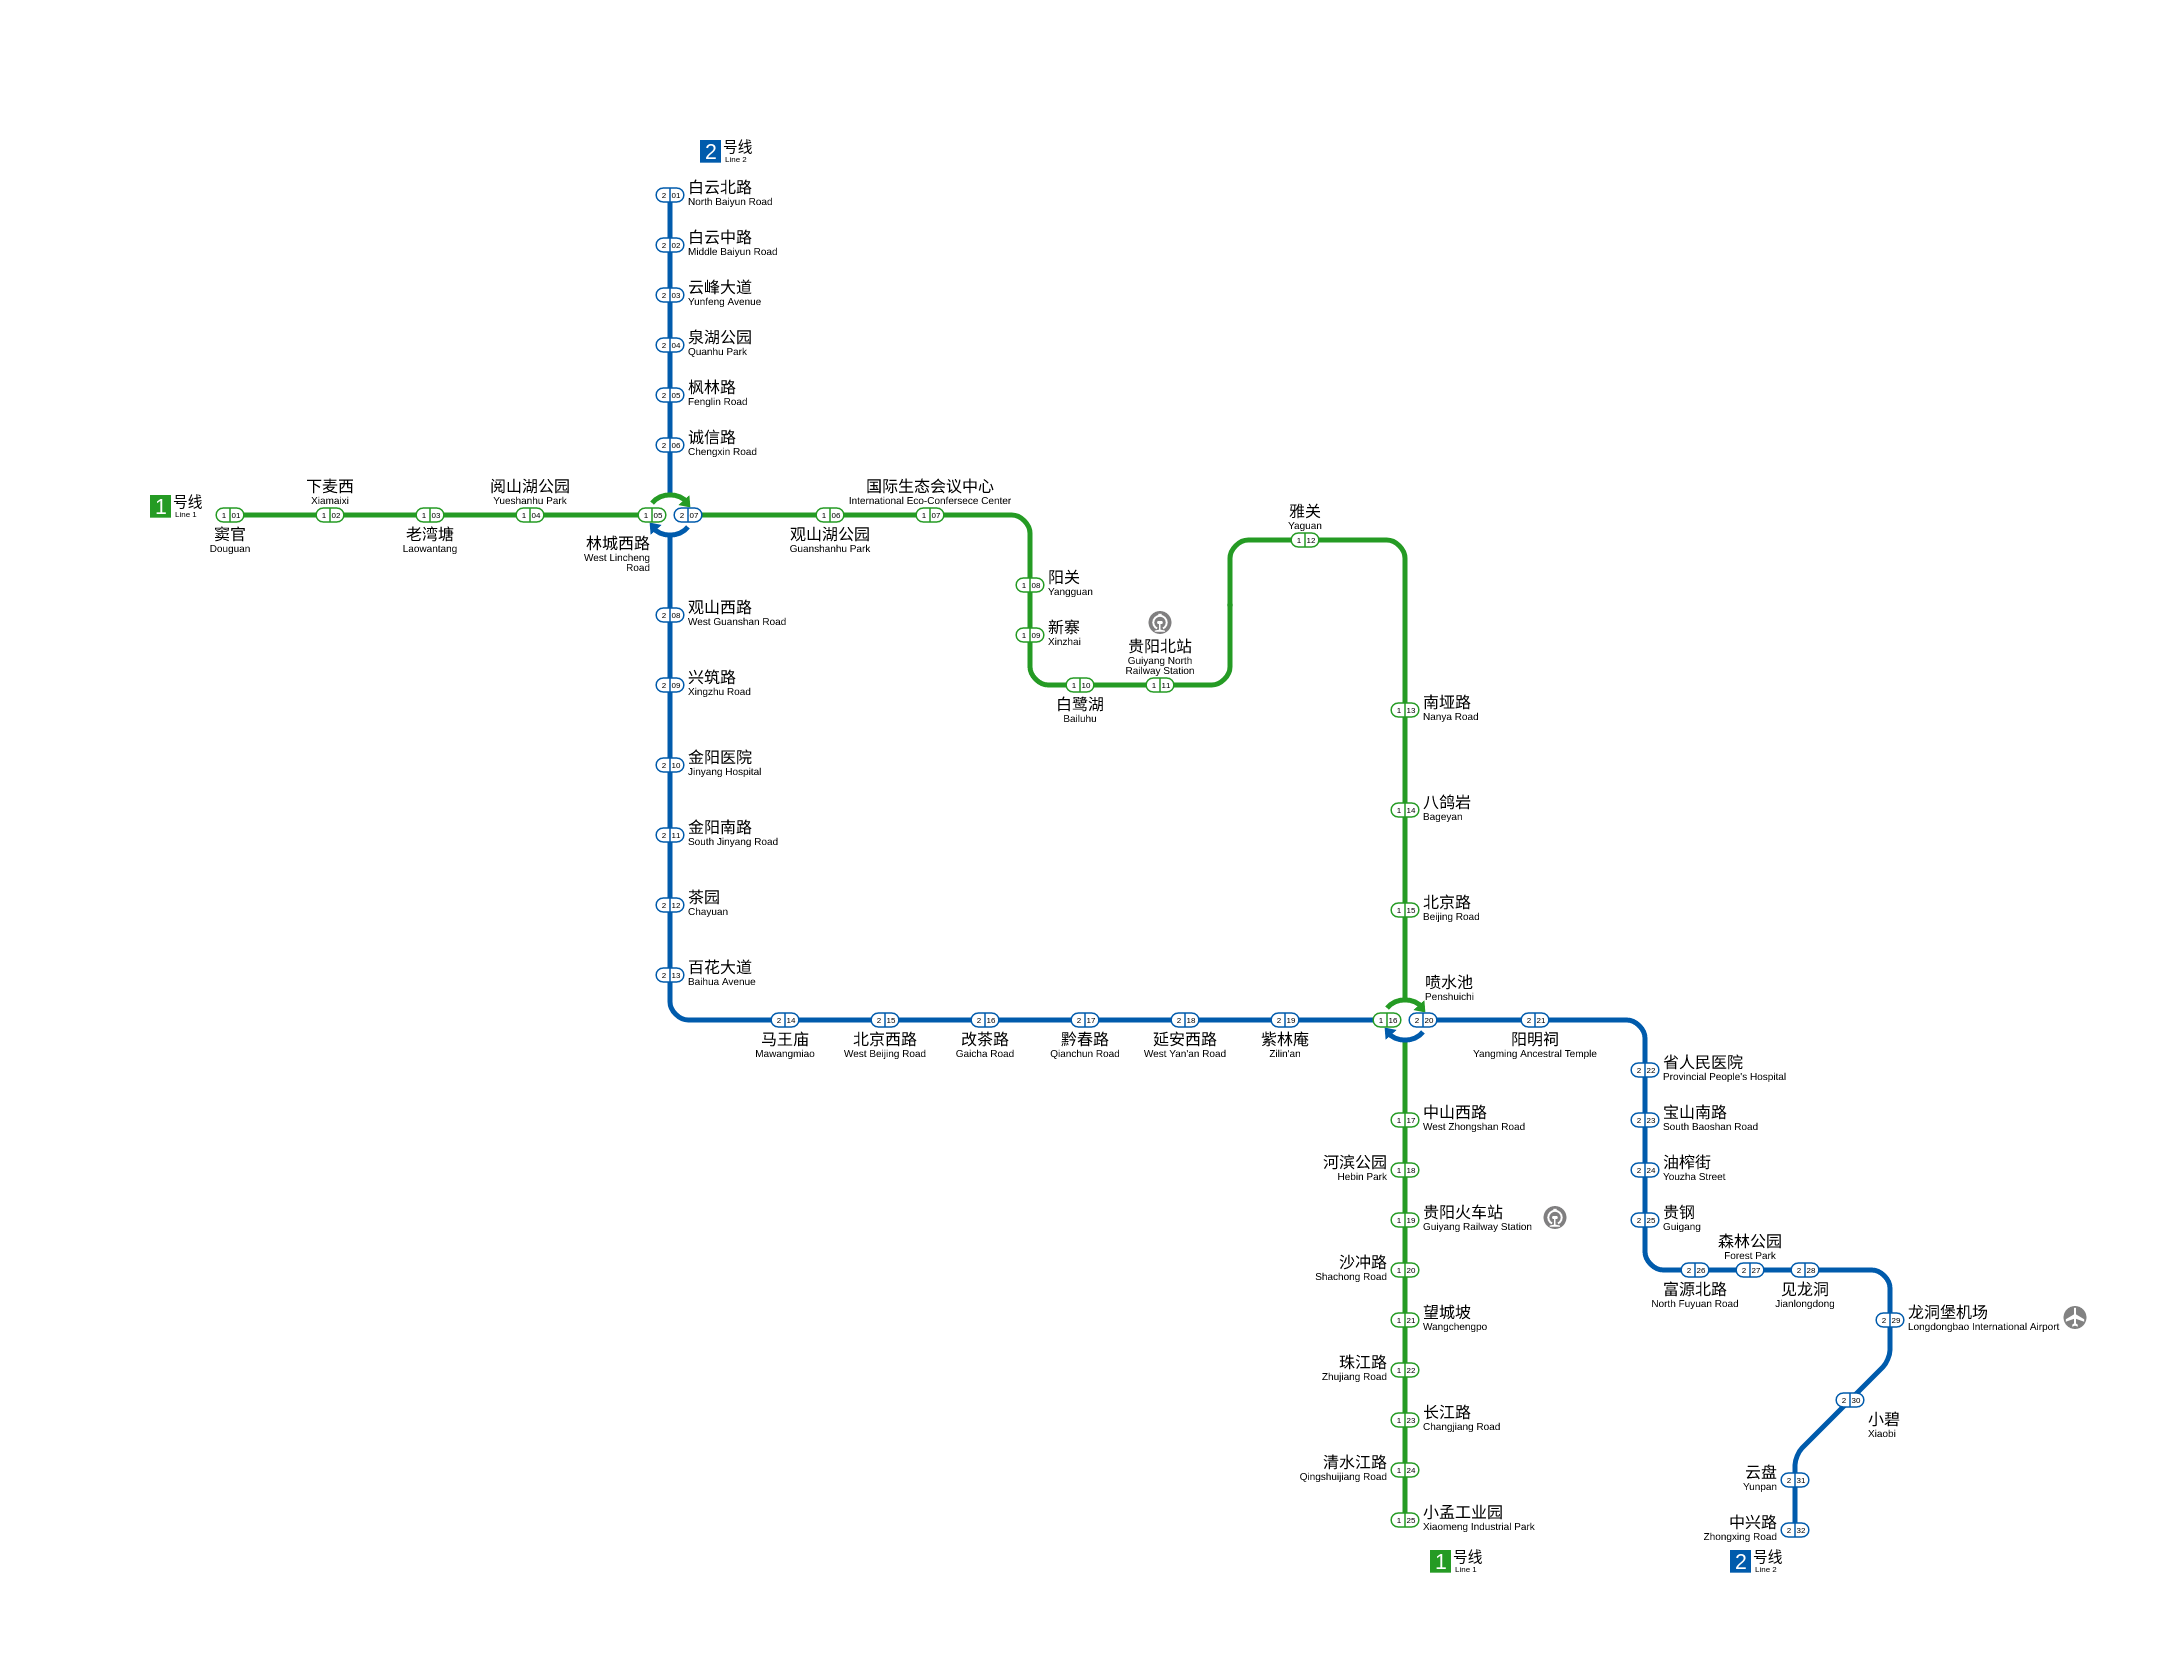 2 号线
Line 2
2 01 白云北路
North Baiyun Road
2 02 白云中路
Middle Baiyun Road
2 03 云峰大道
Yunfeng Avenue
2 04 泉湖公园
Quanhu Park
2 05 枫林路
Fenglin Road
2 06 诚信路
Chengxin Road
1 号线
Line 1
1 01
窦官
Douguan
下麦西
Xiamaixi
1 02
1 03
老湾塘
Laowantang
阅山湖公园
Yueshanhu Park
1 04
1 05 2 07
林城西路
West Lincheng
Road
1 06
观山湖公园
Guanshanhu Park
国际生态会议中心
International Eco-Confersece Center
1 07
1 08 阳关
Yangguan
1 09 新寨
Xinzhai
1 10
白鹭湖
Bailuhu
贵阳北站
Guiyang North
Railway Station
1 11
雅关
Yaguan
1 12
1 13 南垭路
Nanya Road
1 14 八鸽岩
Bageyan
1 15 北京路
Beijing Road
喷水池
Penshuichi
1 16 2 20
2 08 观山西路
West Guanshan Road
2 09 兴筑路
Xingzhu Road
2 10 金阳医院
Jinyang Hospital
2 11 金阳南路
South Jinyang Road
2 12 茶园
Chayuan
2 13 百花大道
Baihua Avenue
2 14
马王庙
Mawangmiao
2 15
北京西路
West Beijing Road
2 16
改茶路
Gaicha Road
2 17
黔春路
Qianchun Road
2 18
延安西路
West Yan'an Road
2 19
紫林庵
Zilin'an
2 21
阳明祠
Yangming Ancestral Temple
2 22 省人民医院
Provincial People's Hospital
2 23 宝山南路
South Baoshan Road
2 24 油榨街
Youzha Street
2 25 贵钢
Guigang
2 26
富源北路
North Fuyuan Road
森林公园
Forest Park
2 27
2 28
见龙洞
Jianlongdong
2 29 龙洞堡机场
Longdongbao International Airport
2 30
小碧
Xiaobi
云盘 2 31
Yunpan
中兴路 2 32
Zhongxing Road
2 号线
Line 2
1 17 中山西路
West Zhongshan Road
河滨公园 1 18
Hebin Park
1 19 贵阳火车站
Guiyang Railway Station
沙冲路 1 20
Shachong Road
1 21 望城坡
Wangchengpo
珠江路 1 22
Zhujiang Road
1 23 长江路
Changjiang Road
清水江路 1 24
Qingshuijiang Road
1 25 小孟工业园
Xiaomeng Industrial Park
1 号线
Line 1